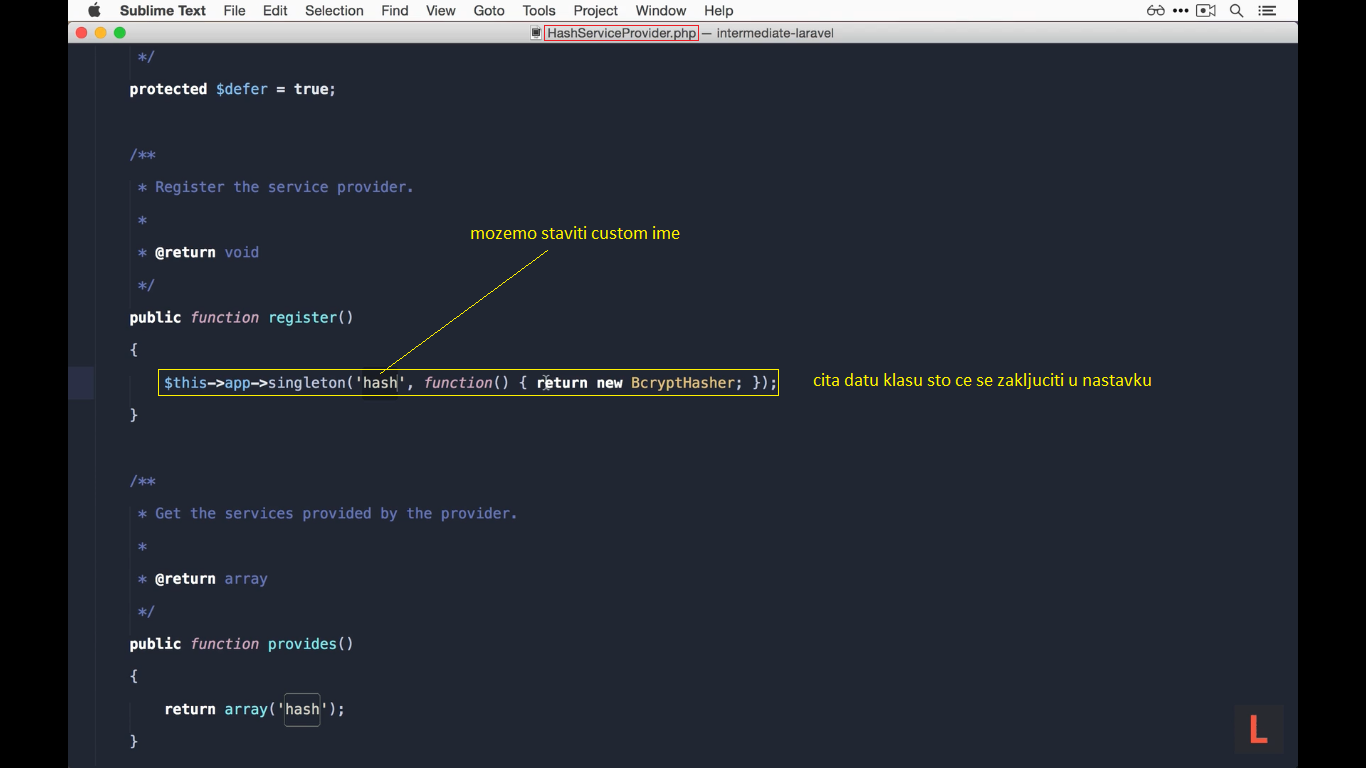 Sublime Text File Edit Selection Find View Goto Tools Project Window Help
HashServiceProvider.php — intermediate-laravel
*/
protected $defer = true;
/**
* Register the service provider.
*
mozemo staviti custom ime
* @return void
*/
public function register()
{
$this->app->singleton('hash', function() { return new BcryptHasher; });
cita datu klasu sto ce se zakljuciti u nastavku
}
/**
* Get the services provided by the provider.
*
* @return array
*/
public function provides()
{
return array('hash');
}
L